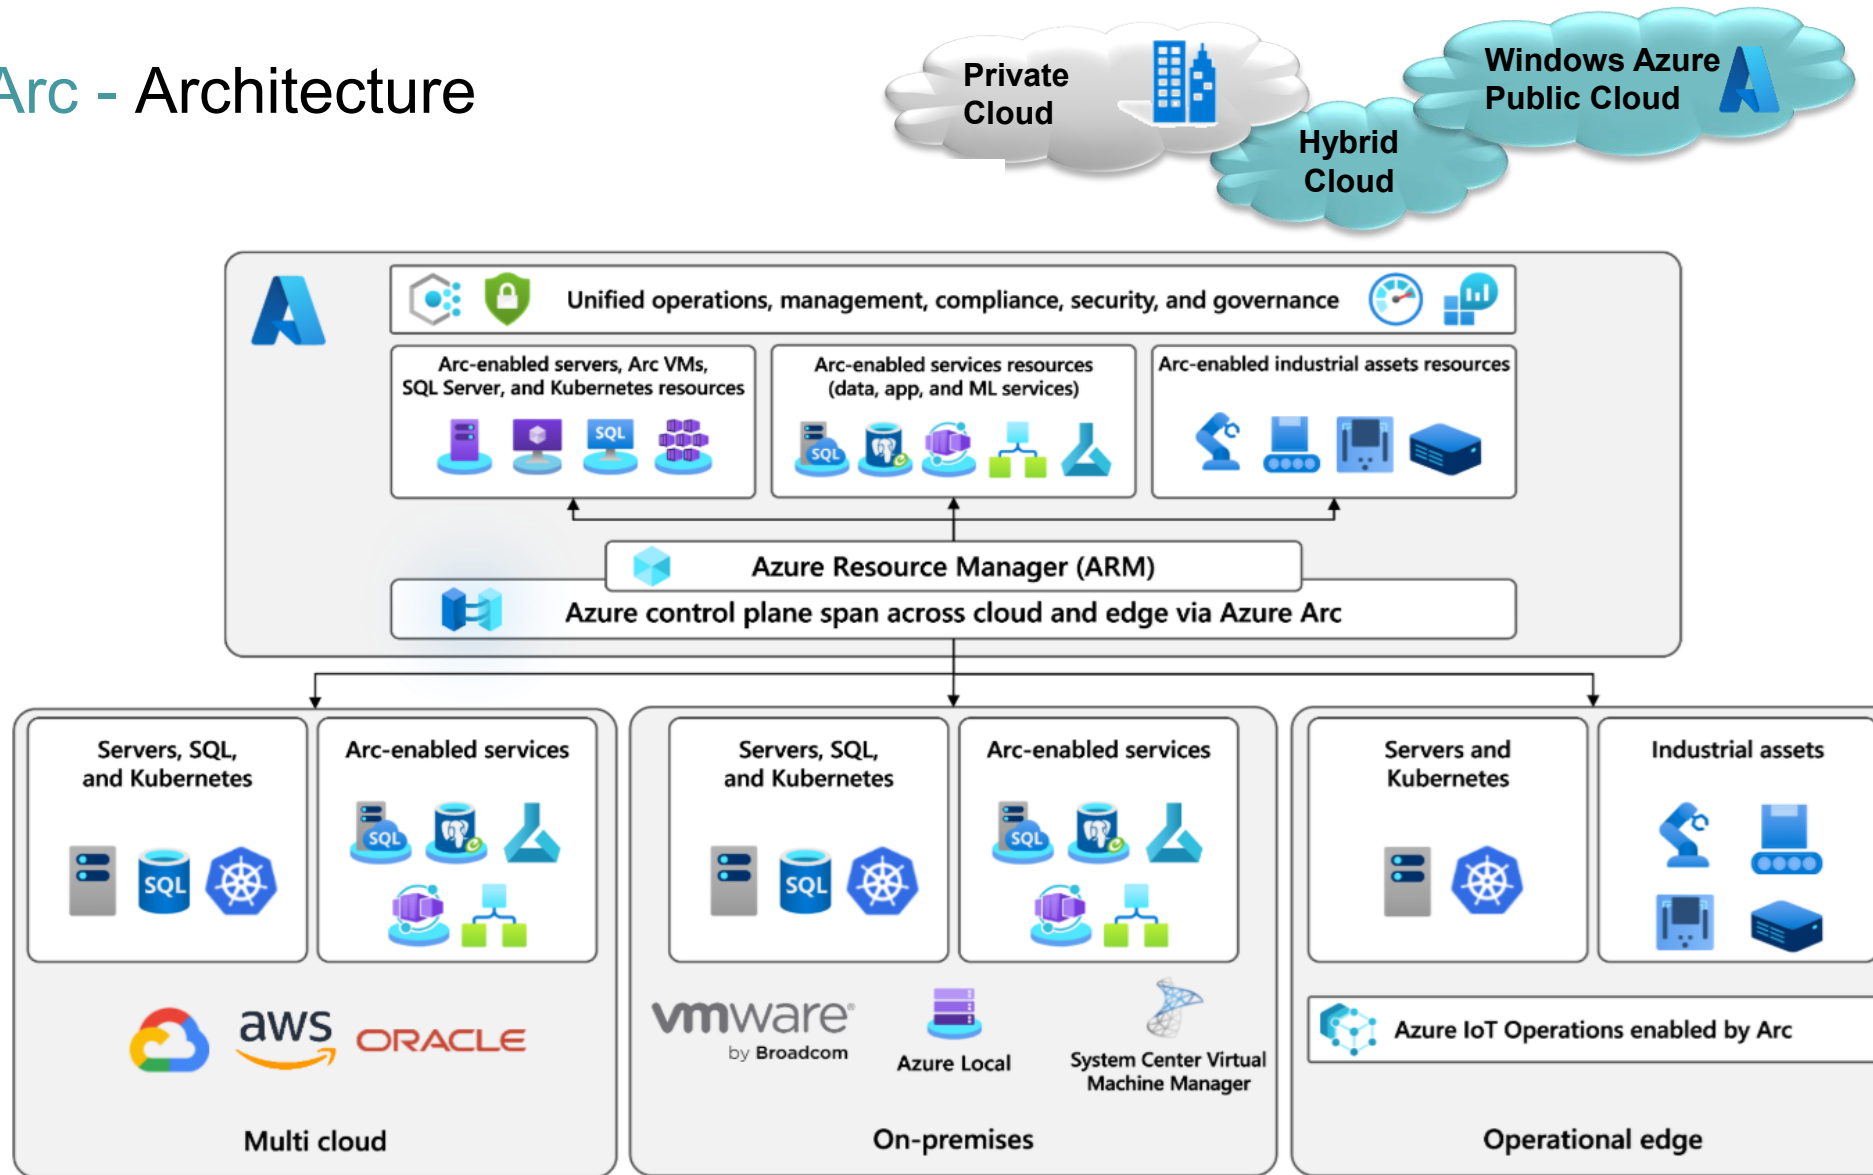 Arc - Architecture
Private
Cloud
Hybrid
Cloud
Windows Azure
Public Cloud
Unified operations, management, compliance, security, and governance
Arc-enabled servers, Arc VMs,
SQL Server, and Kubernetes resources
SQL
Arc-enabled services resources
(data, app, and ML services)
SQL
Arc-enabled industrial assets resources
Azure Resource Manager (ARM)
Azure control plane span across cloud and edge via Azure Arc
Servers, SQL,
and Kubernetes
SQL
Arc-enabled services
SQL
aws
ORACLE
Multi cloud
Servers, SQL,
and Kubernetes
SQL
Arc-enabled services
SQL
vmware®
by Broadcom
Azure Local
System Center Virtual
Machine Manager
On-premises
Servers and
Kubernetes
Industrial assets
Azure IoT Operations enabled by Arc
Operational edge